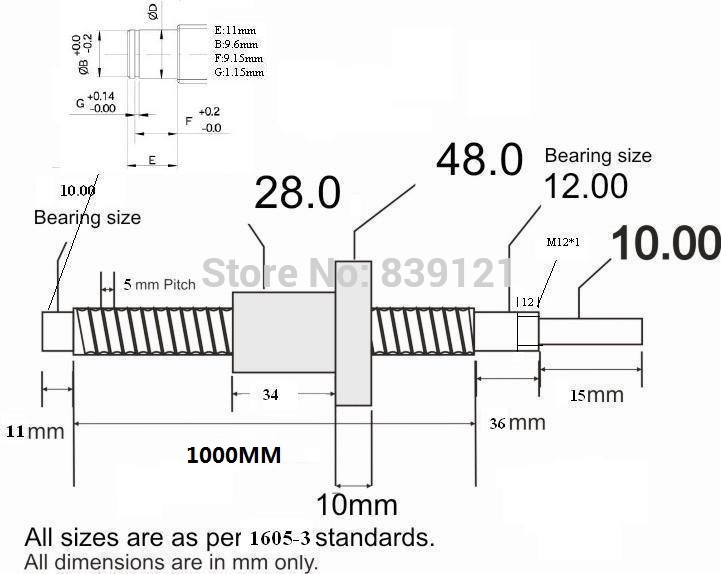 ØD
ØB +0.0
-0.2
E:11mm
B:9.6mm
F:9.15mm
G:1.15mm
G +0.14
-0.00
F +0.2
-0.0
E
10.00
Bearing size
28.0
48.0
Bearing size
12.00
M12*1
10.00
Store No: 839121
5 mm Pitch
12
34
15mm
11mm
36 mm
1000MM
10mm
All sizes are as per 1605-3 standards.
All dimensions are in mm only.